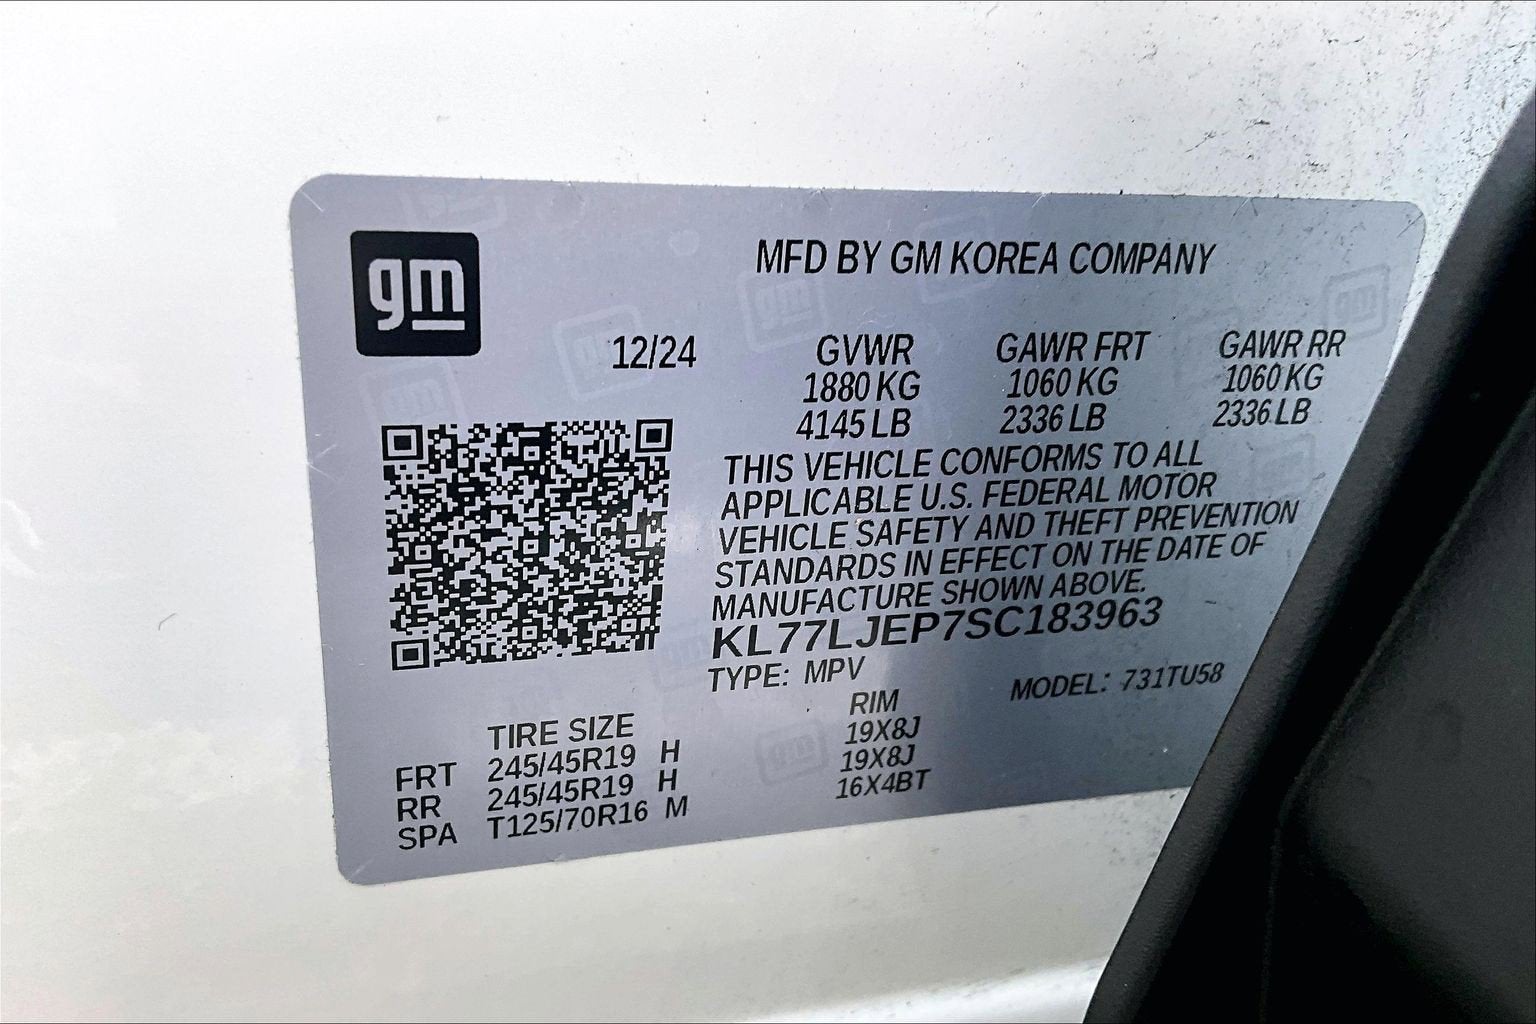 gm
MFD BY GM KOREA COMPANY
12/24
GVWR GAWR FRT GAWR RR
1880 KG 1060 KG 1060 KG
4145 LB 2336 LB 2336 LB
THIS VEHICLE CONFORMS TO ALL
APPLICABLE U.S. FEDERAL MOTOR
VEHICLE SAFETY AND THEFT PREVENTION
STANDARDS IN EFFECT ON THE DATE OF
MANUFACTURE SHOWN ABOVE.
KL77LJEP7SC183963
TYPE: MPV MODEL: 731TU58
TIRE SIZE RIM
FRT 245/45R19 H 19X8J
RR 245/45R19 H 19X8J
SPA T125/70R16 M 16X4BT